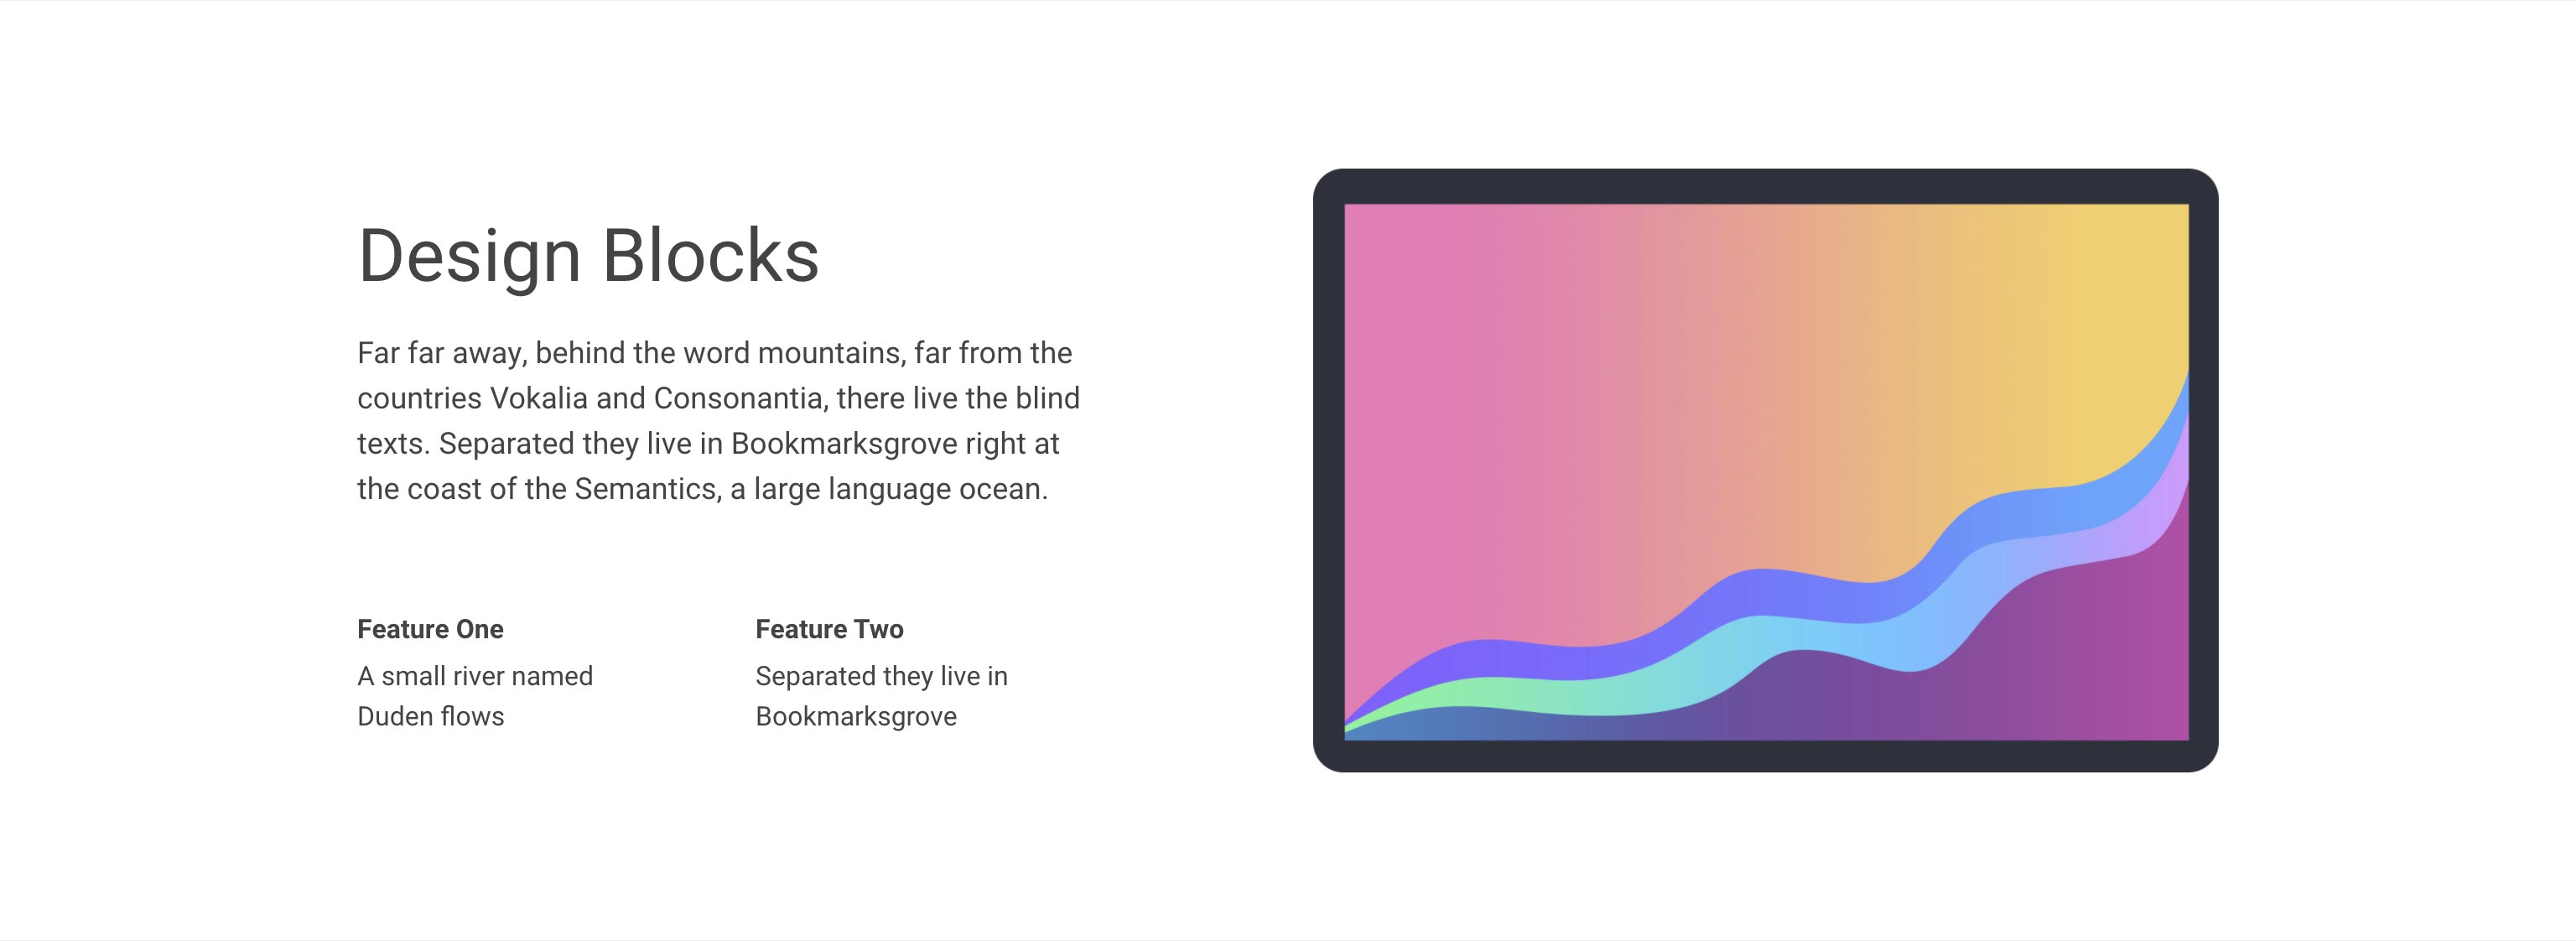 Design Blocks
Far far away, behind the word mountains, far from the
countries Vokalia and Consonantia, there live the blind
texts. Separated they live in Bookmarksgrove right at
the coast of the Semantics, a large language ocean.
Feature One
A small river named
Duden flows
Feature Two
Separated they live in
Bookmarksgrove